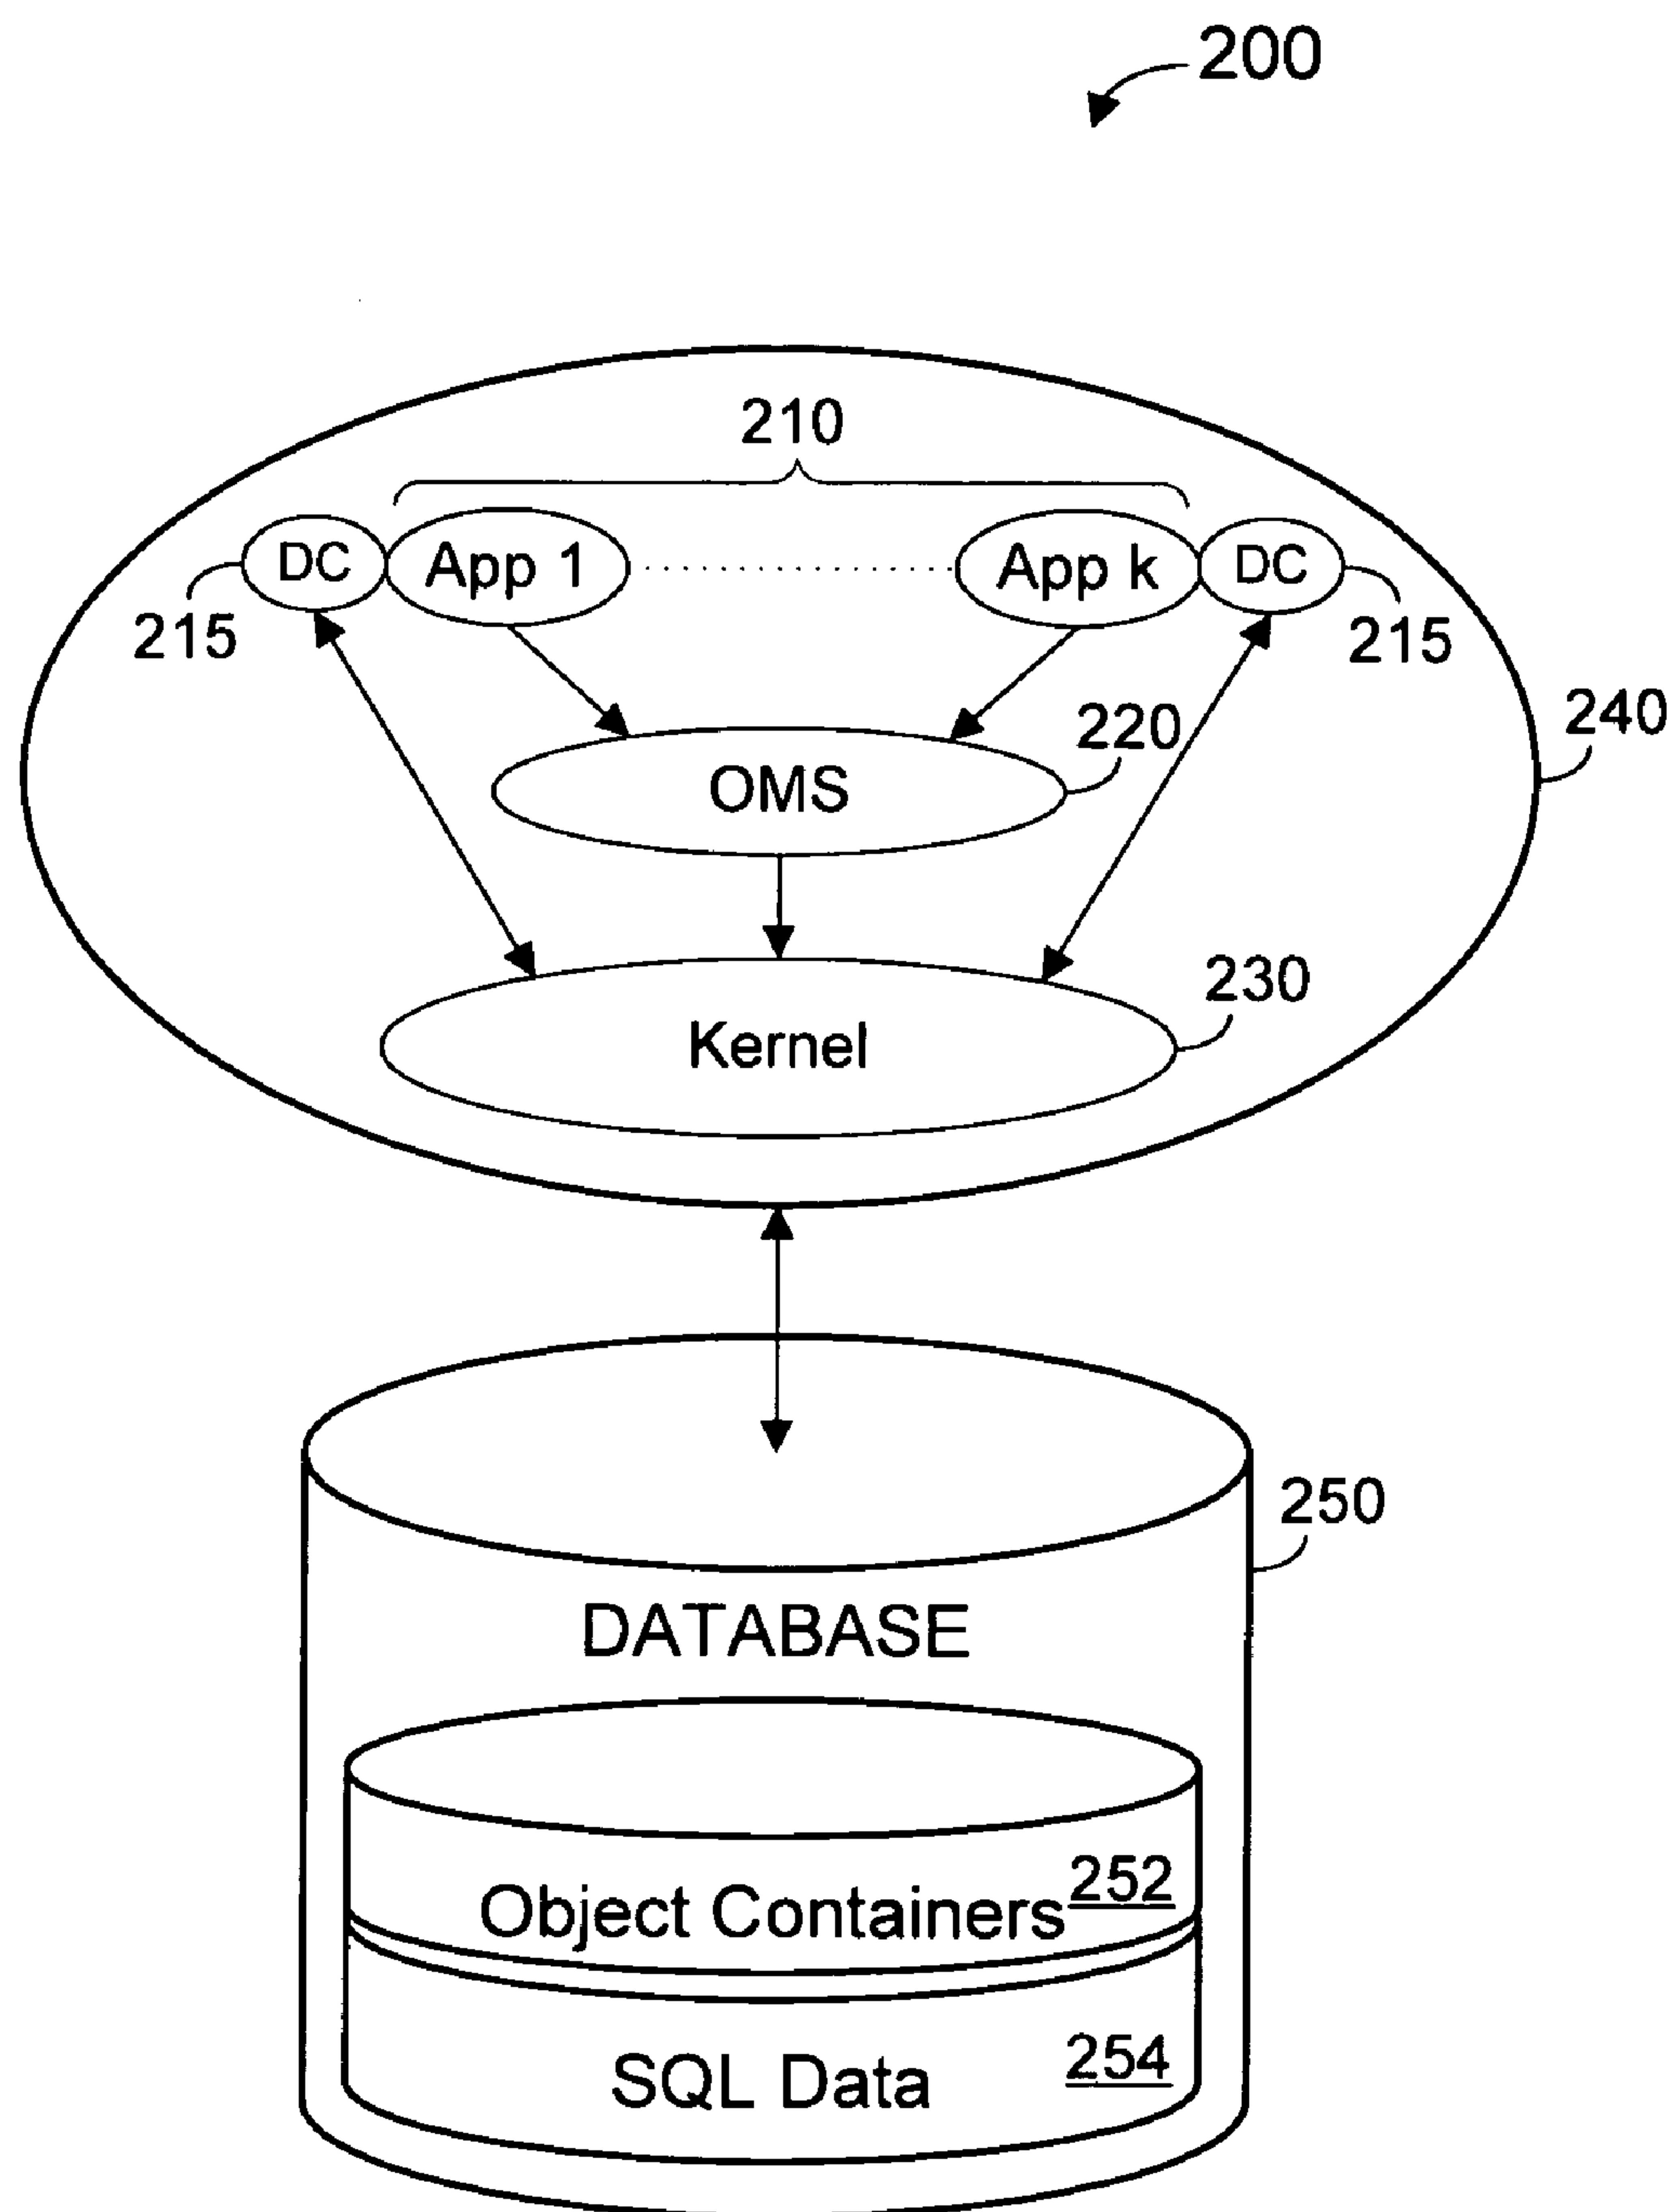 200
210
DC App 1 App k DC
215 215
240
220
OMS
230
Kernel
250
DATABASE
Object Containers 252
SQL Data 254